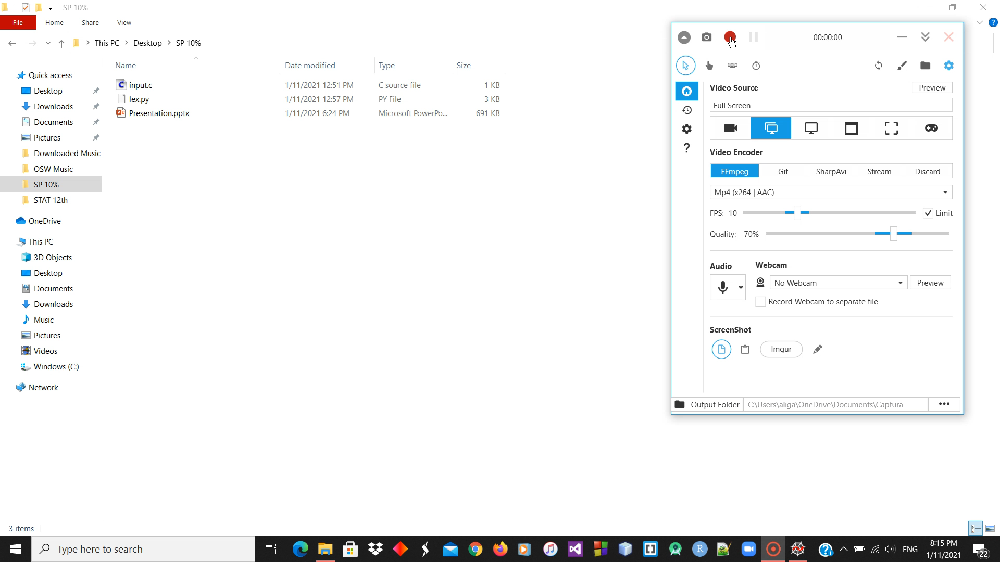 SP 10%
File Home Share View
This PC Desktop SP 10%
Name Date modified Type Size
input.c 1/11/2021 12:51 PM C source file 1 KB
lex.py 1/11/2021 12:57 PM PY File 3 KB
Presentation.pptx 1/11/2021 6:24 PM Microsoft PowerPo... 691 KB
Quick access
Desktop
Downloads
Documents
Pictures
Downloaded Music
OSW Music
SP 10%
STAT 12th
OneDrive
This PC
3D Objects
Desktop
Documents
Downloads
Music
Pictures
Videos
Windows (C:)
Network
3 items
00:00:00
Video Source Preview
Full Screen
Video Encoder
FFmpeg Gif SharpAvi Stream Discard
Mp4 (x264 | AAC)
FPS: 10 Limit
Quality: 70%
Audio Webcam
No Webcam Preview
Record Webcam to separate file
ScreenShot
Imgur
Output Folder C:\Users\aliga\OneDrive\Documents\Captura •••
Type here to search
ENG
8:15 PM
1/11/2021
22